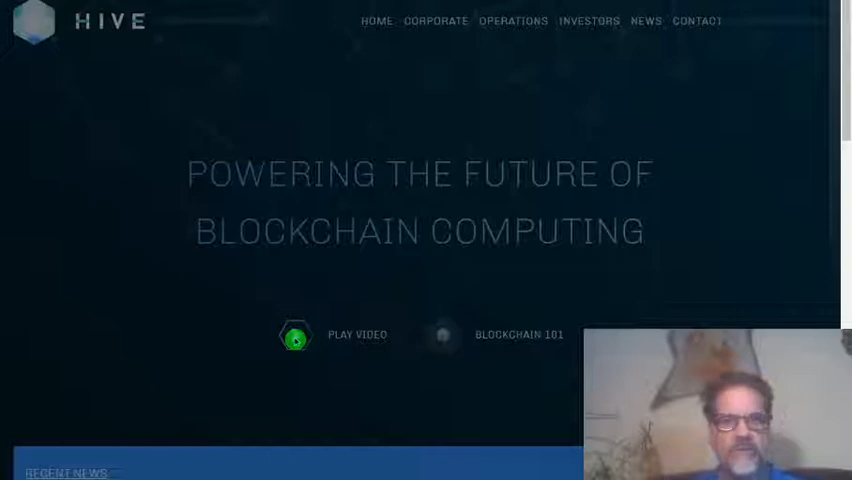 HIVE
HOME CORPORATE OPERATIONS INVESTORS NEWS CONTACT
POWERING THE FUTURE OF
BLOCKCHAIN COMPUTING
PLAY VIDEO
BLOCKCHAIN 101
RECENT NEWS